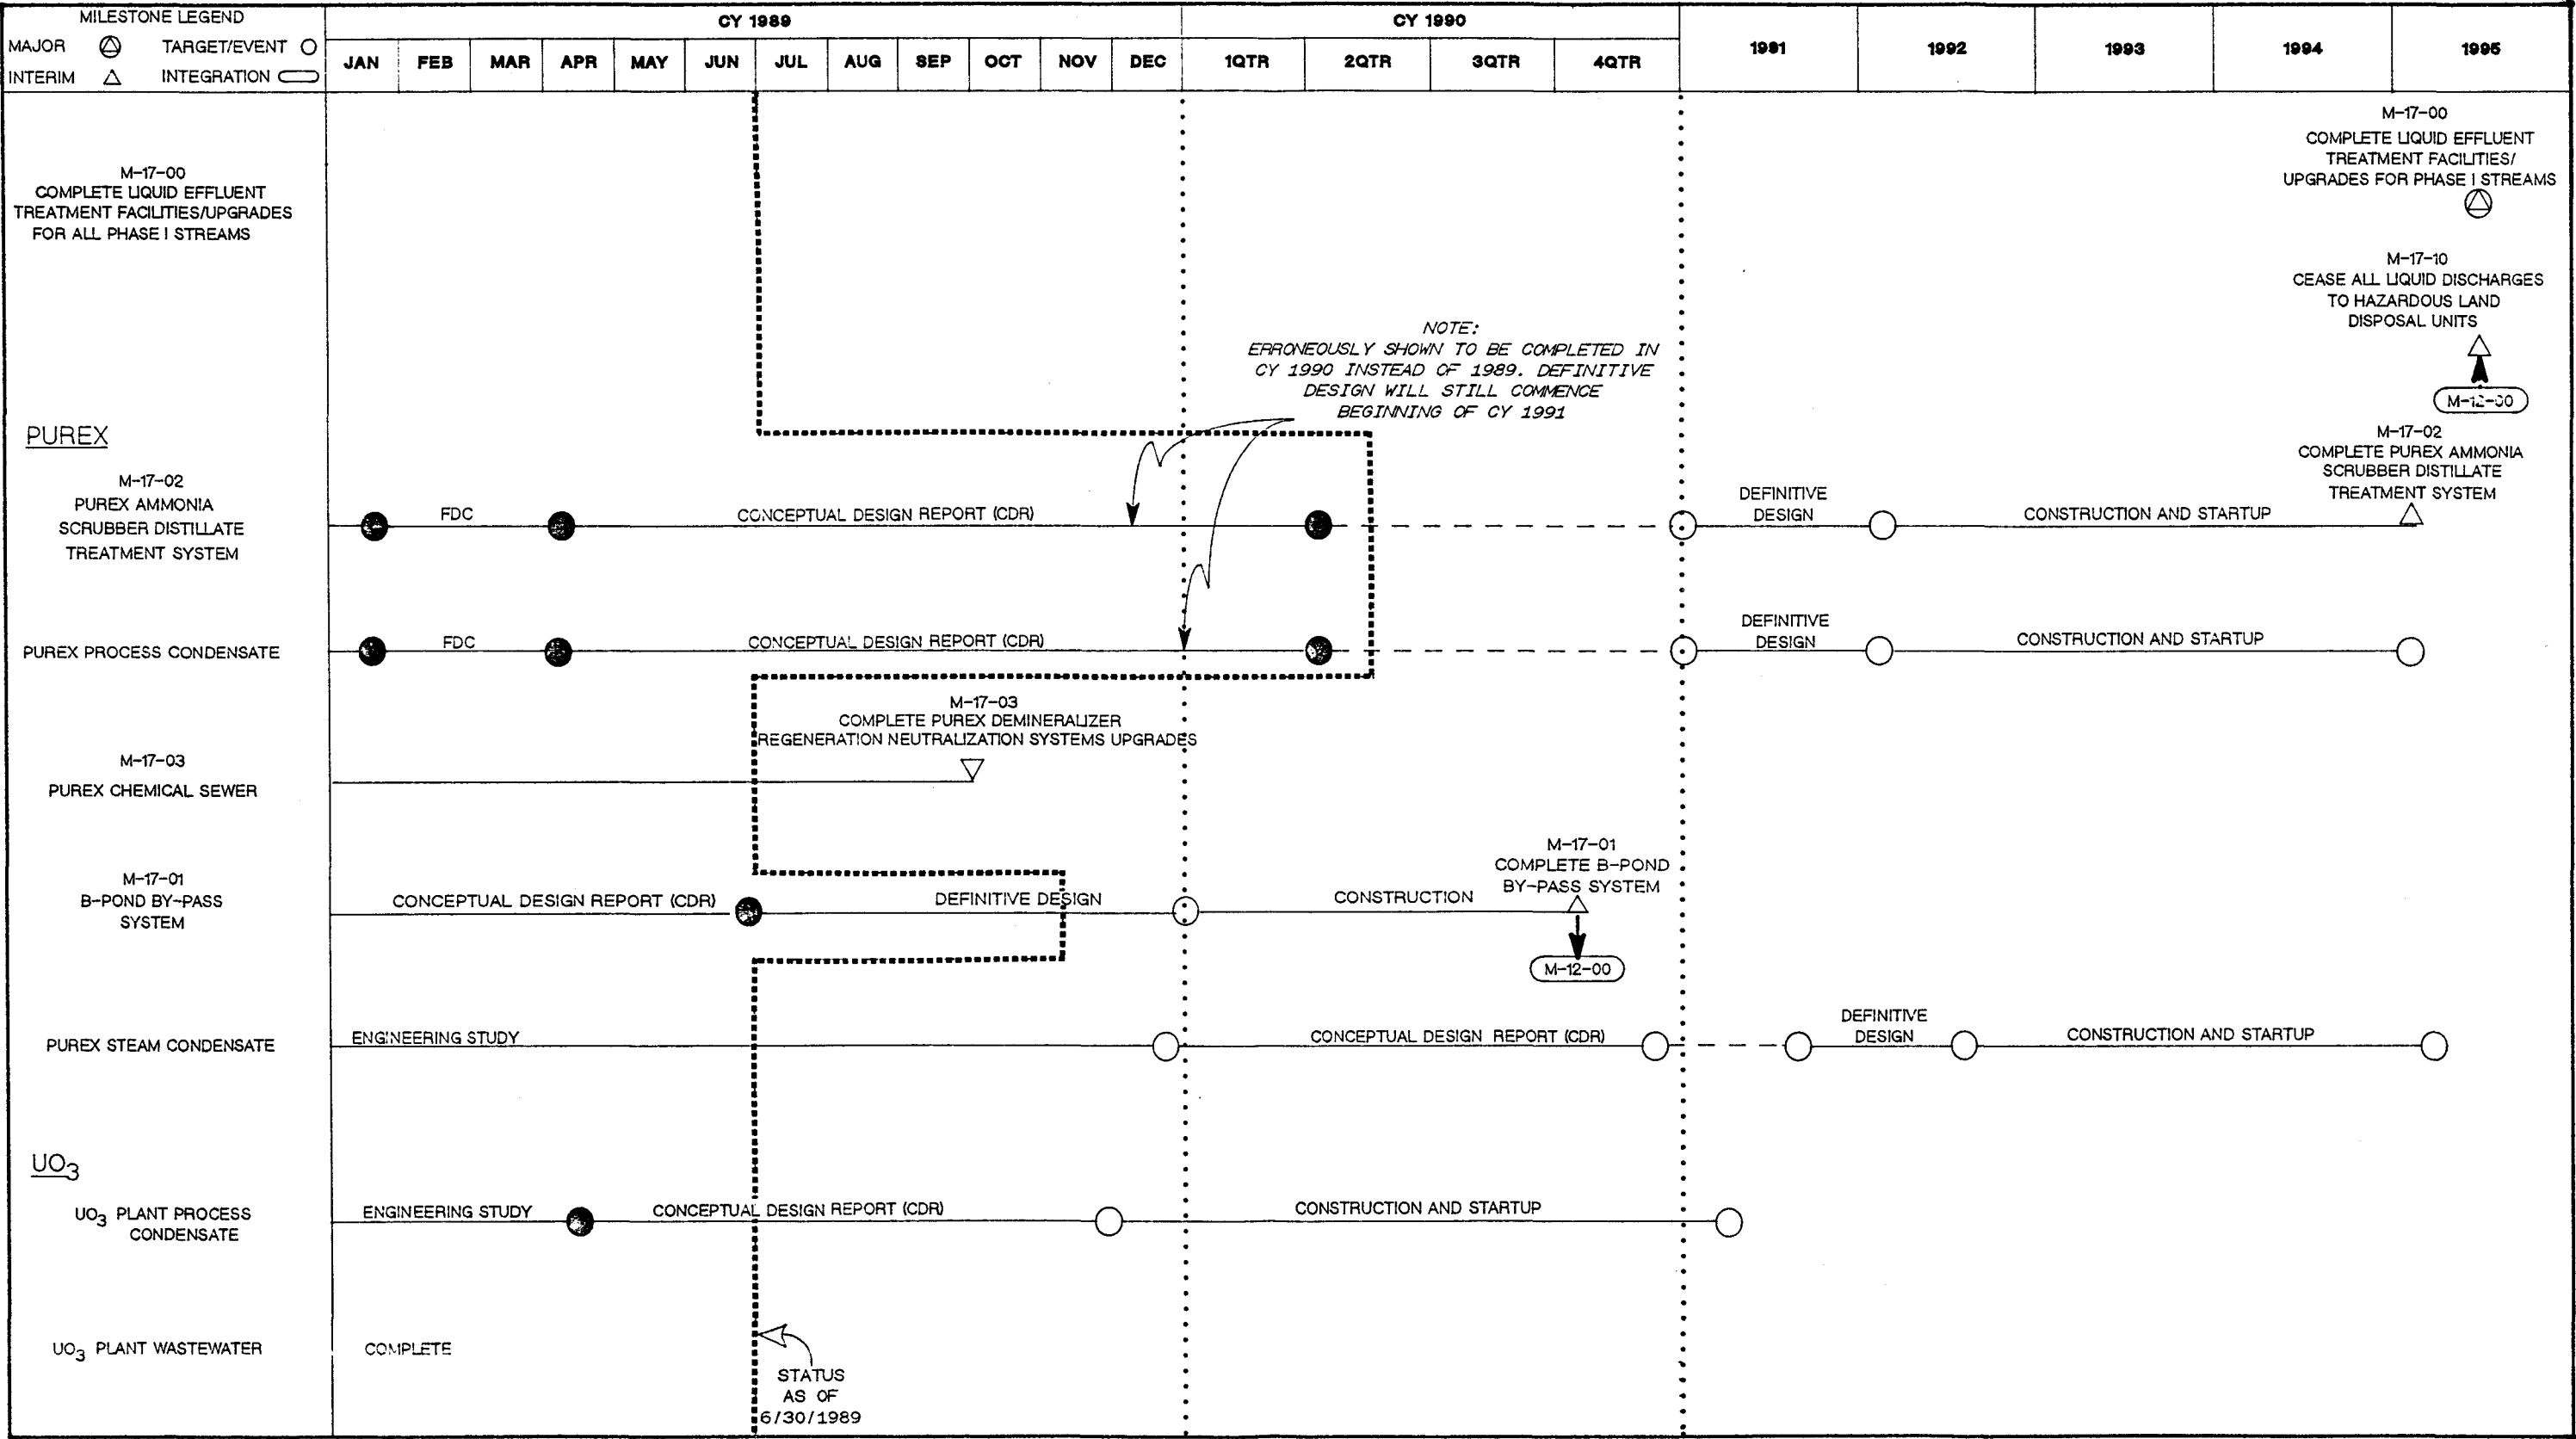 MILESTONE LEGEND
MAJOR TARGET/EVENT
INTERIM INTEGRATION
CY 1989
CY 1990
JAN FEB MAR APR MAY JUN JUL AUG SEP OCT NOV DEC 1QTR 2QTR 3QTR 4QTR 1991 1992 1993 1994 1995
M-17-00
COMPLETE LIQUID EFFLUENT
TREATMENT FACILITIES/UPGRADES
FOR ALL PHASE I STREAMS
M-17-00
COMPLETE LIQUID EFFLUENT
TREATMENT FACILITIES/
UPGRADES FOR PHASE I STREAMS
M-17-10
CEASE ALL LIQUID DISCHARGES
TO HAZARDOUS LAND
DISPOSAL UNITS
M-12-00
NOTE:
ERRONEOUSLY SHOWN TO BE COMPLETED IN
CY 1990 INSTEAD OF 1989. DEFINITIVE
DESIGN WILL STILL COMMENCE
BEGINNING OF CY 1991
PUREX
M-17-02
PUREX AMMONIA
SCRUBBER DISTILLATE
TREATMENT SYSTEM
FDC
CONCEPTUAL DESIGN REPORT (CDR)
DEFINITIVE
DESIGN
CONSTRUCTION AND STARTUP
M-17-02
COMPLETE PUREX AMMONIA
SCRUBBER DISTILLATE
TREATMENT SYSTEM
PUREX PROCESS CONDENSATE
FDC
CONCEPTUAL DESIGN REPORT (CDR)
DEFINITIVE
DESIGN
CONSTRUCTION AND STARTUP
M-17-03
PUREX CHEMICAL SEWER
M-17-03
COMPLETE PUREX DEMINERALIZER
REGENERATION NEUTRALIZATION SYSTEMS UPGRADES
M-17-01
B-POND BY-PASS
SYSTEM
CONCEPTUAL DESIGN REPORT (CDR)
DEFINITIVE DESIGN
CONSTRUCTION
M-17-01
COMPLETE B-POND
BY-PASS SYSTEM
M-12-00
PUREX STEAM CONDENSATE
ENGINEERING STUDY
CONCEPTUAL DESIGN REPORT (CDR)
DEFINITIVE
DESIGN
CONSTRUCTION AND STARTUP
UO3
UO3 PLANT PROCESS
CONDENSATE
ENGINEERING STUDY
CONCEPTUAL DESIGN REPORT (CDR)
CONSTRUCTION AND STARTUP
UO3 PLANT WASTEWATER
COMPLETE
STATUS
AS OF
6/30/1989